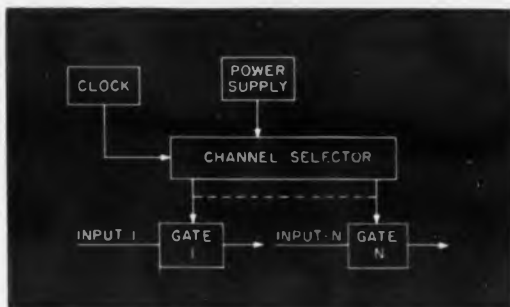 POWER
SUPPLY
CLOCK
CHANNEL SELECTOR
INPUT 1
GATE
1
INPUT-N
GATE
N